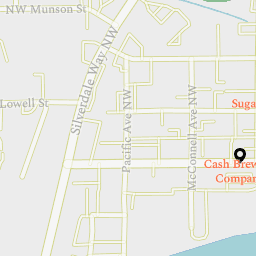 NW Munson St
Silverdale Way NW
Lowell St
Pacific Ave NW
McConnell Ave NW
Suga
Cash Brew
Compan